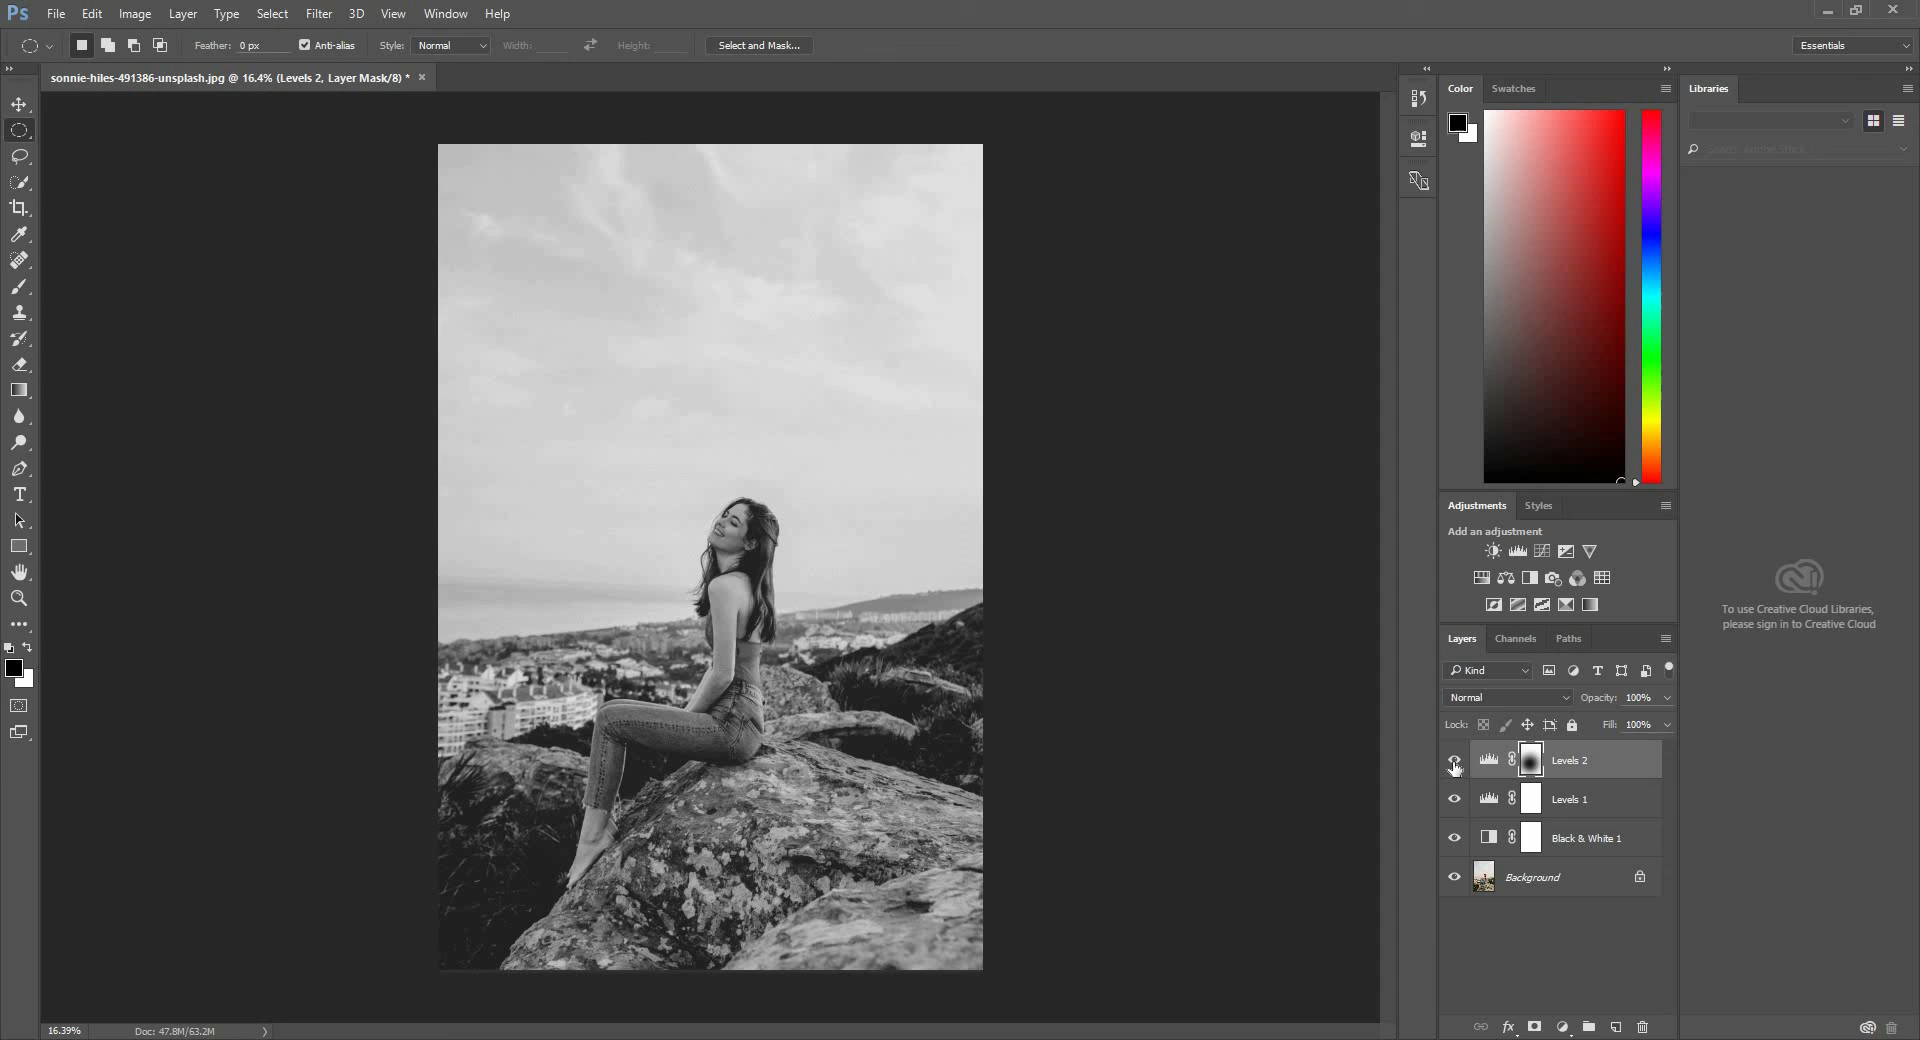 Ps File Edit Image Layer Type Select Filter 3D View Window Help
Feather: 0 px Anti-alias Style: Normal Width: Height: Select and Mask... Essentials
sonnie-hiles-491386-unsplash.jpg @ 16.4% (Levels 2, Layer Mask/8) * ×
Color Swatches
Libraries
Search Adobe Stock
Adjustments Styles
Add an adjustment
To use Creative Cloud Libraries,
please sign in to Creative Cloud
Layers Channels Paths
Kind
Normal Opacity: 100%
Lock: Fill: 100%
Levels 2
Levels 1
Black & White 1
Background
fx
16.39% Doc: 47.8M/63.2M